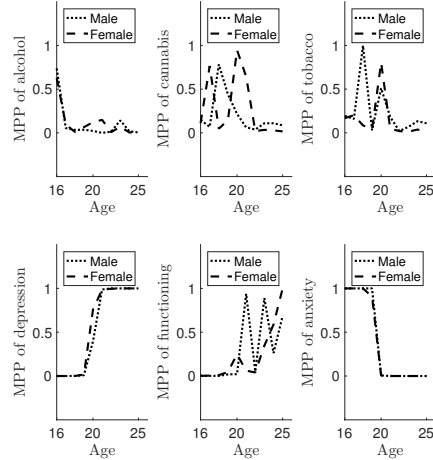 Male
Female
MPP of alcohol
1
0.5
0
16
20
25
Age
Male
Female
MPP of cannabis
1
0.5
0
16
20
25
Age
Male
Female
MPP of tobacco
1
0.5
0
16
20
25
Age
Male
Female
MPP of depression
1
0.5
0
16
20
25
Age
Male
Female
MPP of functioning
1
0.5
0
16
20
25
Age
Male
Female
MPP of anxiety
1
0.5
0
16
20
25
Age